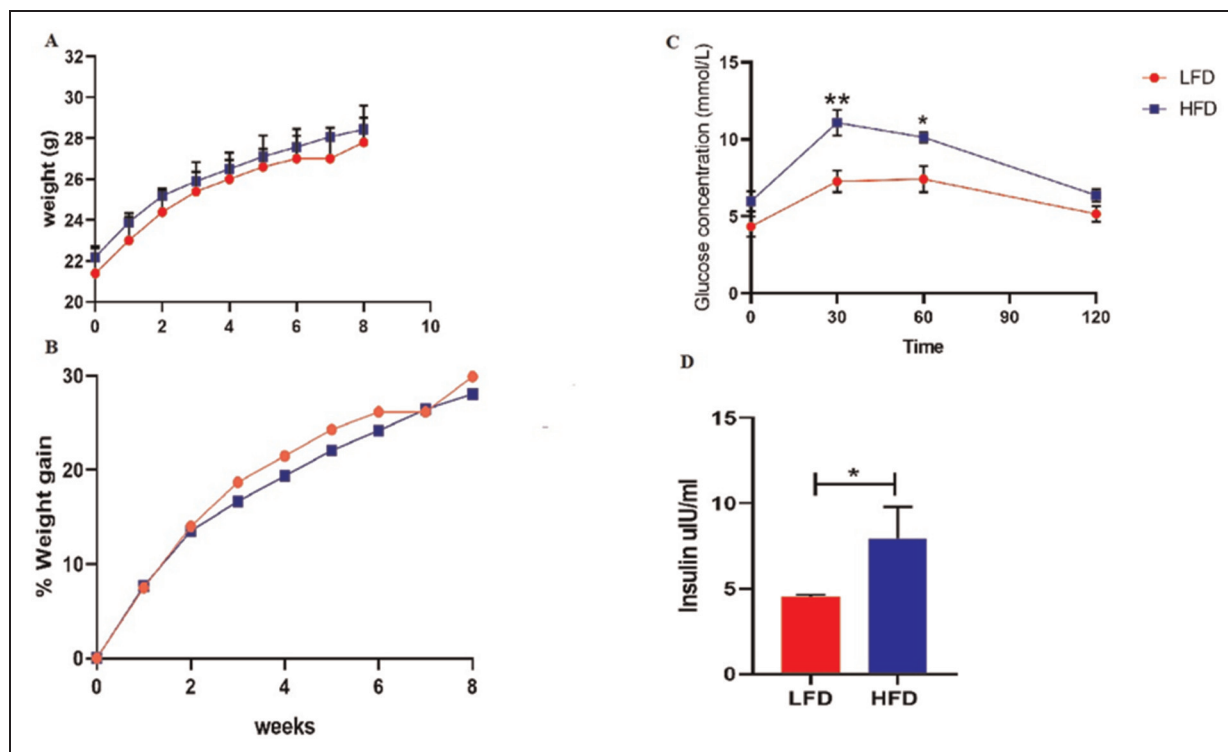 A
weight (g)
32
30
28
26
24
22
20
0 2 4 6 8 10
B
% Weight gain
30
20
10
0
0 2 4 6 8
weeks
C
Glucose concentration (mmol/L)
15
10
5
0
** *
0 30 60 90 120
Time
LFD
HFD
D
Insulin uIU/ml
15
10
5
0
*
LFD HFD